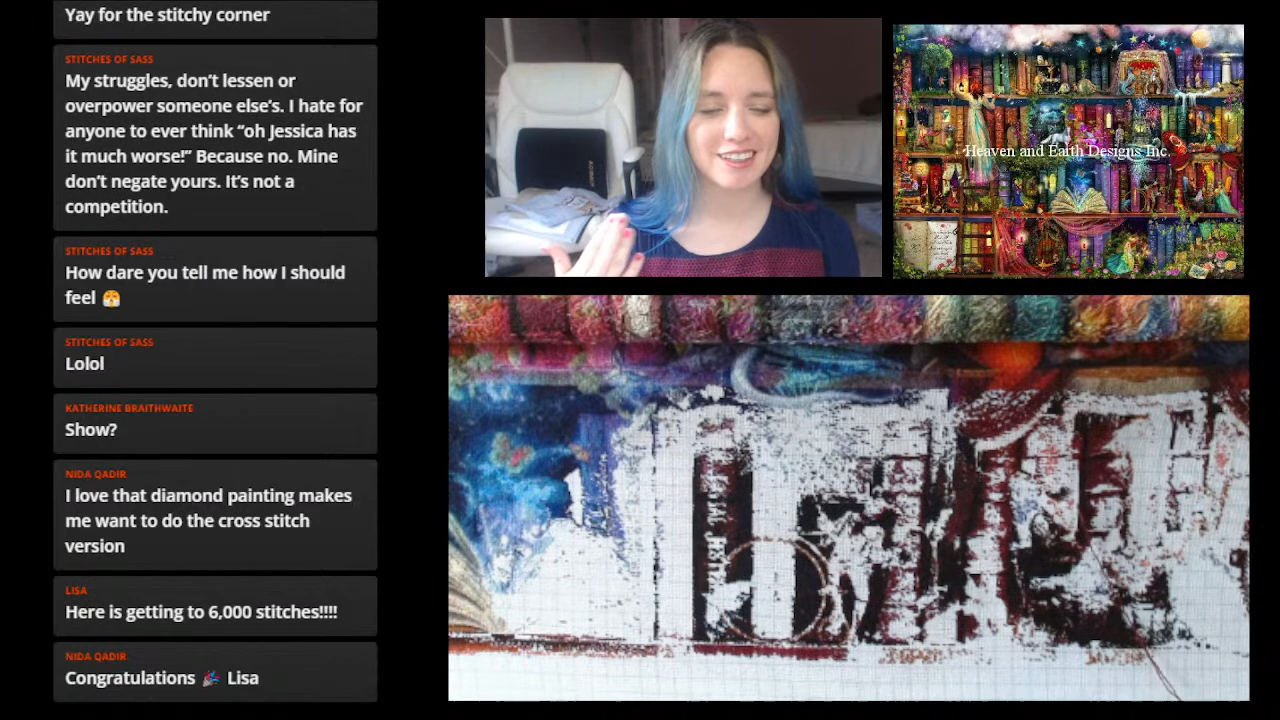 Yay for the stitchy corner
STITCHES OF SASS
My struggles, don’t lessen or
overpower someone else’s. I hate for
anyone to ever think “oh Jessica has
it much worse!” Because no. Mine
don’t negate yours. It’s not a
competition.
STITCHES OF SASS
How dare you tell me how I should
feel 😤
STITCHES OF SASS
Lolol
KATHERINE BRAITHWAITE
Show?
NIDA QADIR
I love that diamond painting makes
me want to do the cross stitch
version
LISA
Here is getting to 6,000 stitches!!!!
NIDA QADIR
Congratulations 🎉 Lisa
Heaven and Earth Designs Inc.